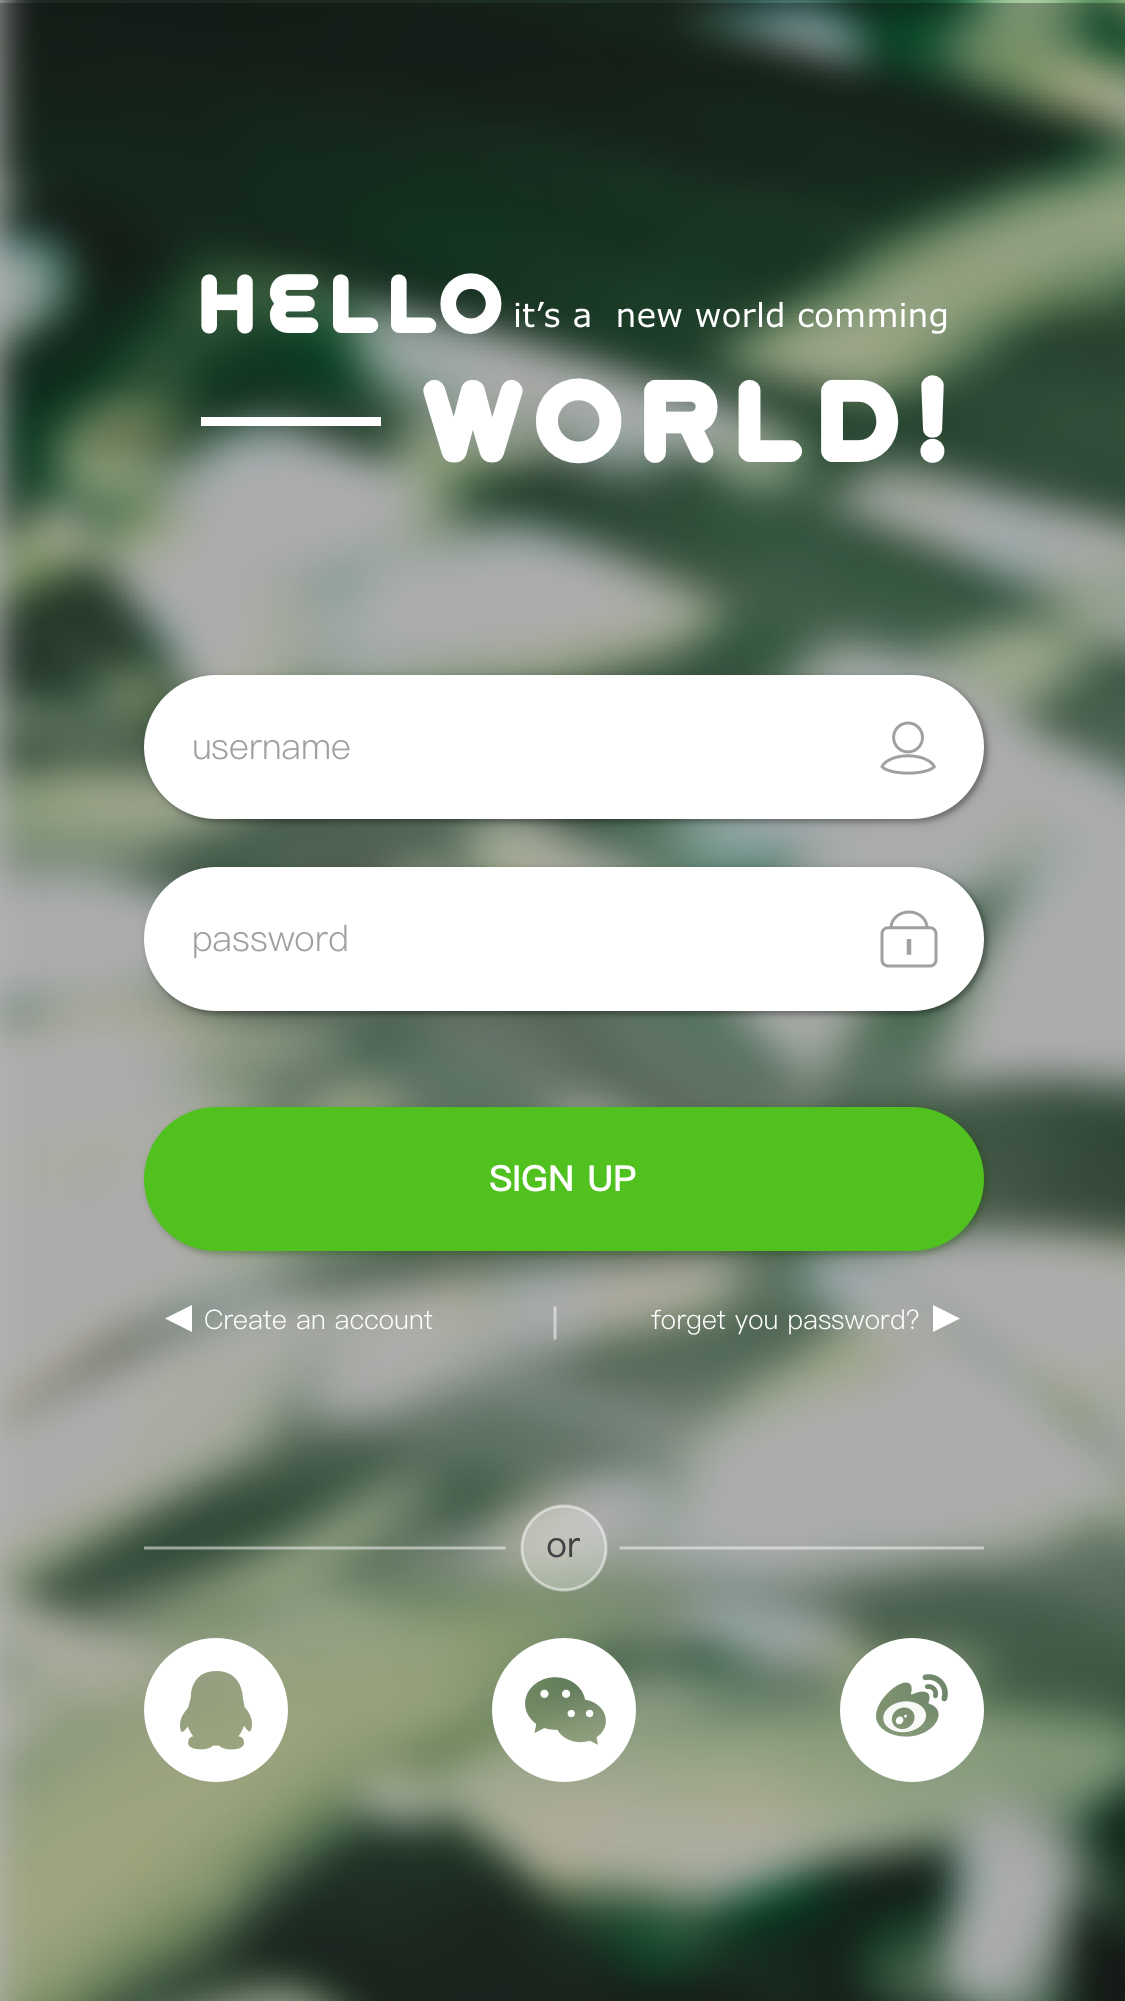 HELLO it's a  new world comming
WORLD!
username
password
SIGN UP
Create an account | forget you password?
or